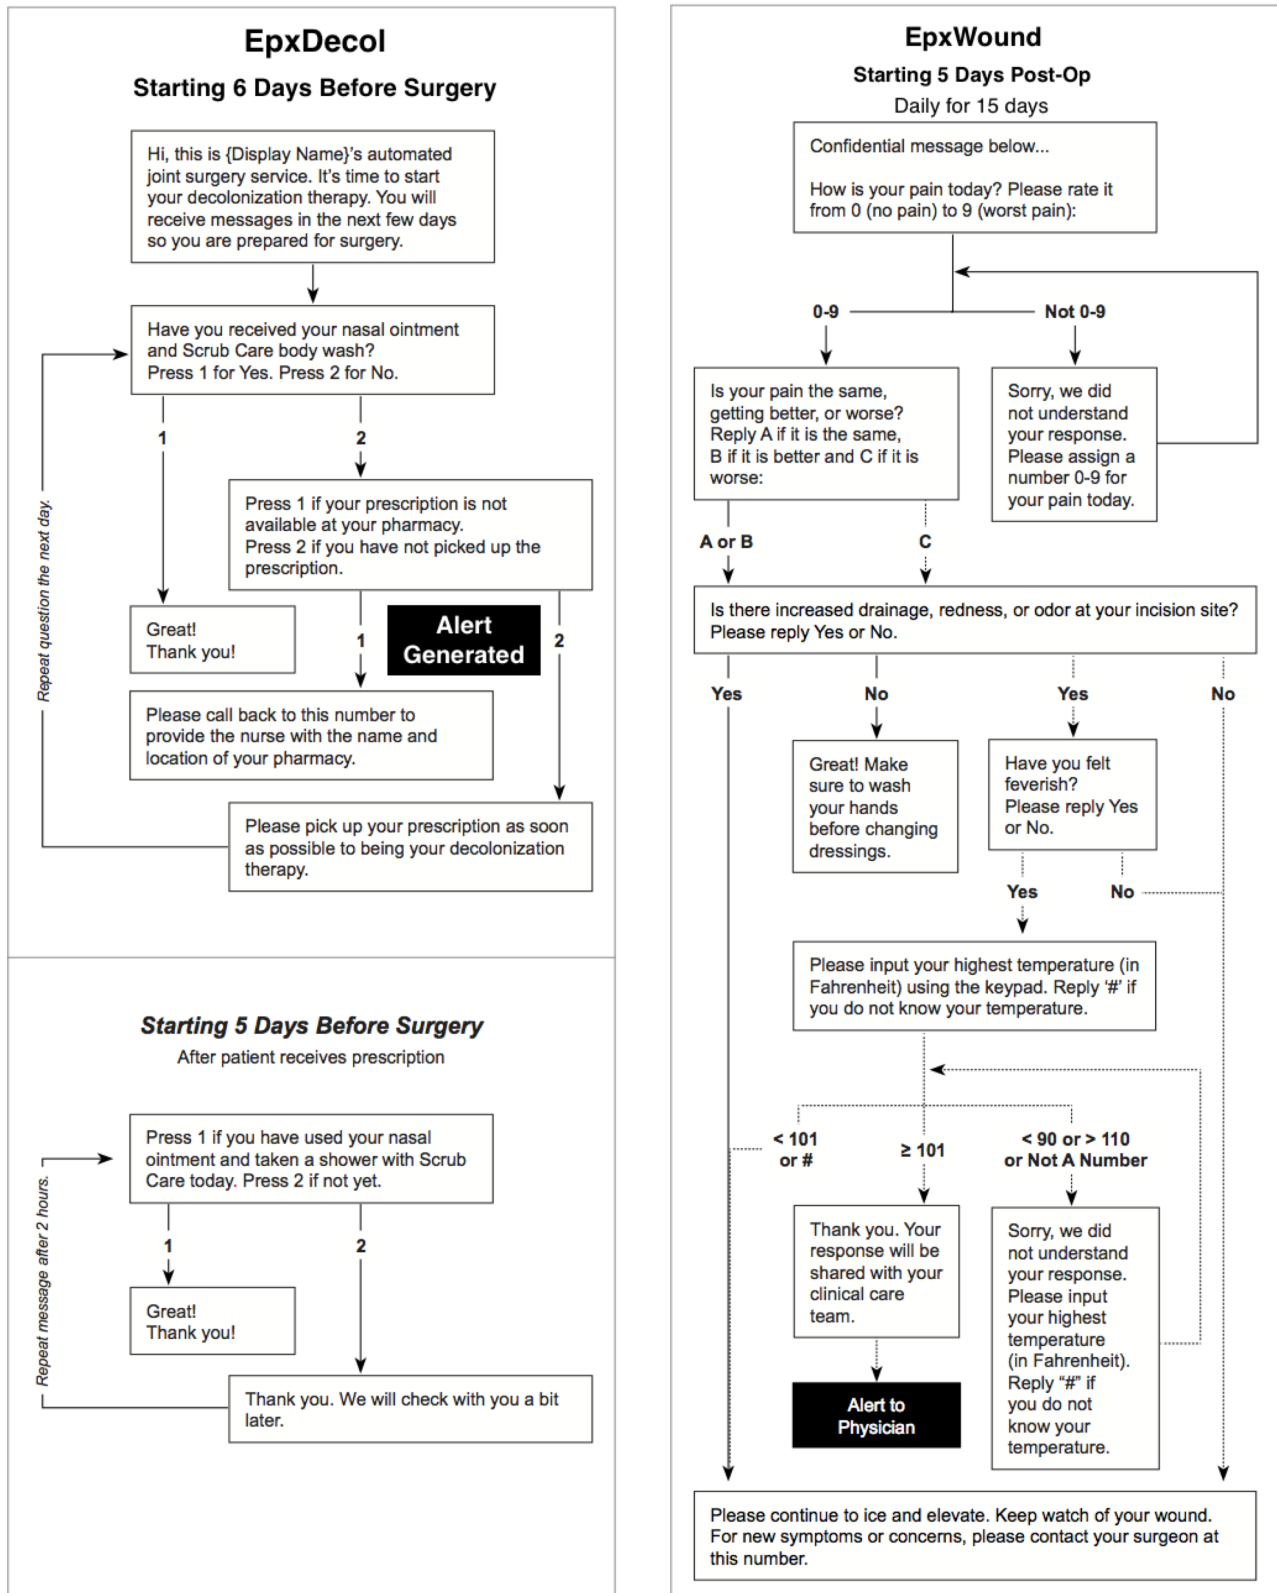 EpxDecol
Starting 6 Days Before Surgery
Hi, this is {Display Name}'s automated
joint surgery service. It's time to start
your decolonization therapy. You will
receive messages in the next few days
so you are prepared for surgery.
Have you received your nasal ointment
and Scrub Care body wash?
Press 1 for Yes. Press 2 for No.
1
2
Repeat question the next day.
Press 1 if your prescription is not
available at your pharmacy.
Press 2 if you have not picked up the
prescription.
Great!
Thank you!
1
Alert
Generated
2
Please call back to this number to
provide the nurse with the name and
location of your pharmacy.
Please pick up your prescription as soon
as possible to being your decolonization
therapy.
Starting 5 Days Before Surgery
After patient receives prescription
Press 1 if you have used your nasal
ointment and taken a shower with Scrub
Care today. Press 2 if not yet.
Repeat message after 2 hours.
1
2
Great!
Thank you!
Thank you. We will check with you a bit
later.
EpxWound
Starting 5 Days Post-Op
Daily for 15 days
Confidential message below...
How is your pain today? Please rate it
from 0 (no pain) to 9 (worst pain):
0-9
Not 0-9
Is your pain the same,
getting better, or worse?
Reply A if it is the same,
B if it is better and C if it is
worse:
Sorry, we did
not understand
your response.
Please assign a
number 0-9 for
your pain today.
A or B
C
Is there increased drainage, redness, or odor at your incision site?
Please reply Yes or No.
Yes
No
Yes
No
Great! Make
sure to wash
your hands
before changing
dressings.
Have you felt
feverish?
Please reply Yes
or No.
Yes
No
Please input your highest temperature (in
Fahrenheit) using the keypad. Reply '#' if
you do not know your temperature.
< 101
or #
≥ 101
< 90 or > 110
or Not A Number
Thank you. Your
response will be
shared with your
clinical care
team.
Sorry, we did
not understand
your response.
Please input
your highest
temperature
(in Fahrenheit).
Reply "#" if
you do not
know your
temperature.
Alert to
Physician
Please continue to ice and elevate. Keep watch of your wound.
For new symptoms or concerns, please contact your surgeon at
this number.